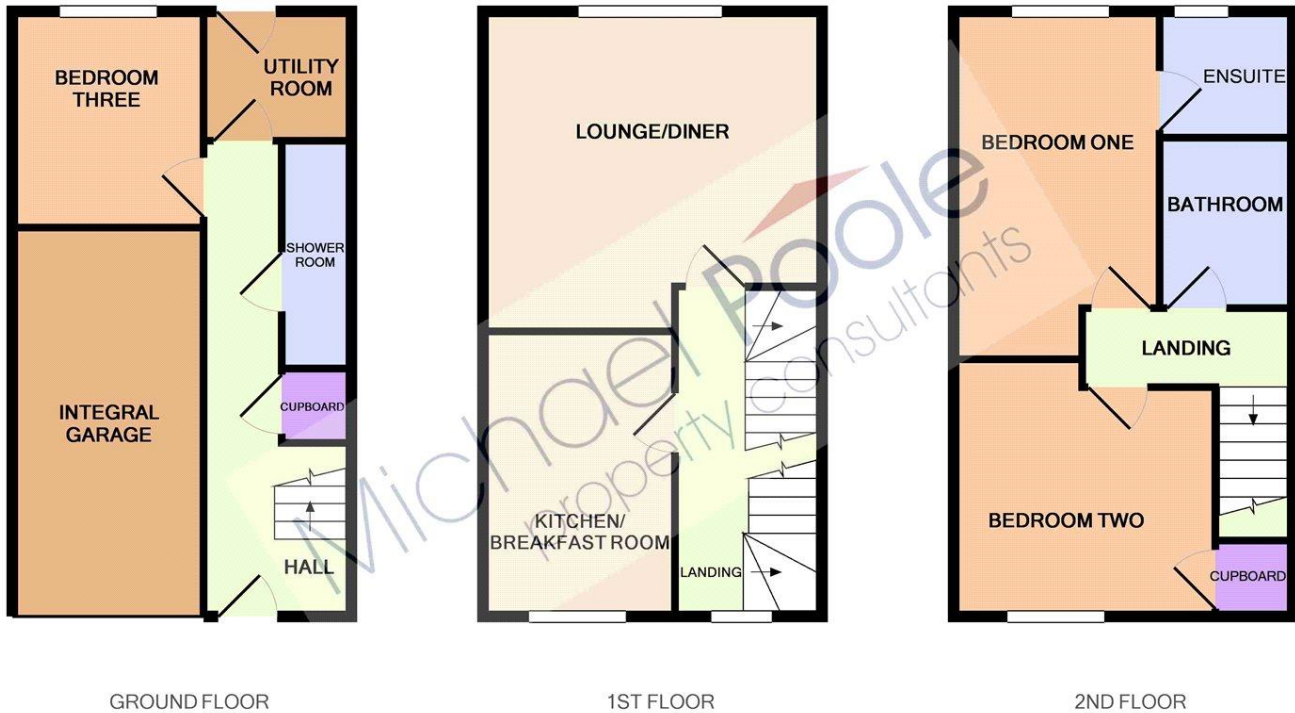 BEDROOM
THREE
UTILITY
ROOM
SHOWER
ROOM
INTEGRAL
GARAGE
CUPBOARD
HALL
GROUND FLOOR
LOUNGE/DINER
KITCHEN/
BREAKFAST ROOM
LANDING
1ST FLOOR
BEDROOM ONE
ENSUITE
BATHROOM
LANDING
BEDROOM TWO
CUPBOARD
2ND FLOOR
Michael Poole
property consultants